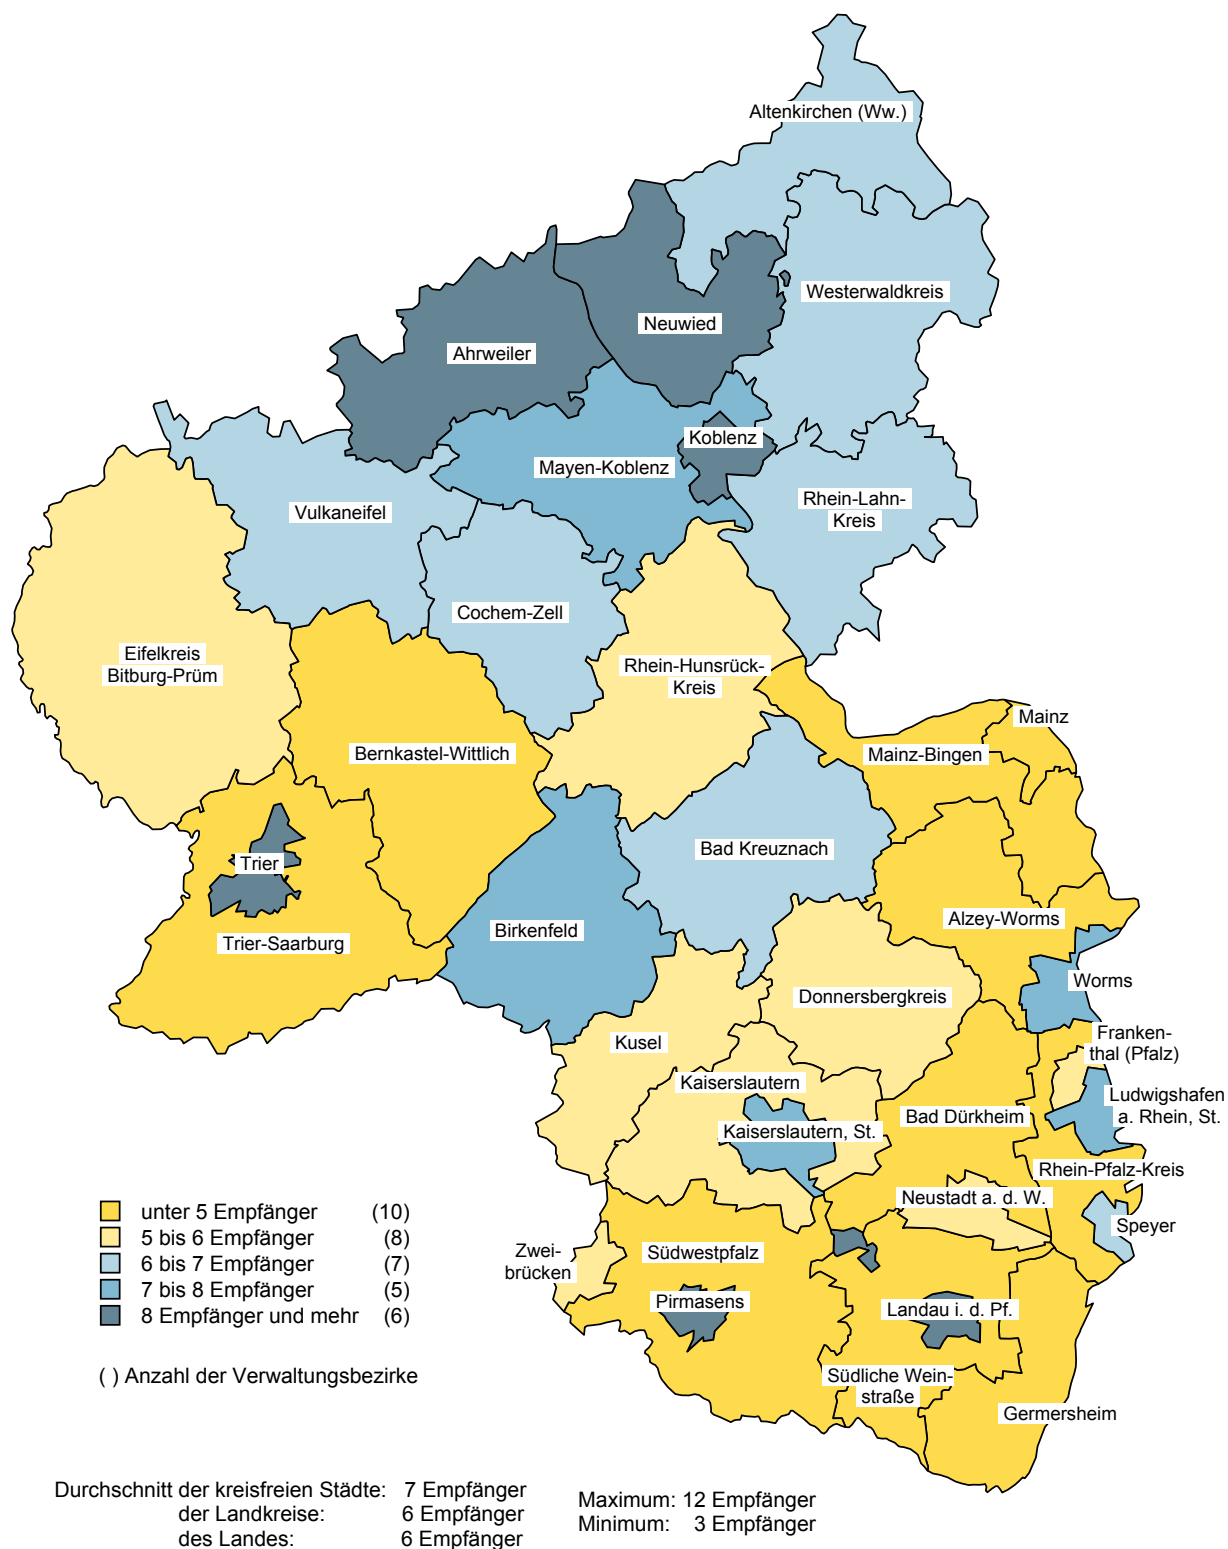 Altenkirchen (Ww.)
Westerwaldkreis
Neuwied
Ahrweiler
Koblenz
Mayen-Koblenz
Rhein-Lahn-
Kreis
Vulkaneifel
Cochem-Zell
Eifelkreis
Bitburg-Prüm
Rhein-Hunsrück-
Kreis
Mainz
Mainz-Bingen
Bernkastel-Wittlich
Bad Kreuznach
Trier
Alzey-Worms
Birkenfeld
Trier-Saarburg
Worms
Donnersbergkreis
Kusel
Franken-
thal (Pfalz)
Kaiserslautern
Ludwigshafen
a. Rhein, St.
Bad Dürkheim
Kaiserslautern, St.
Rhein-Pfalz-Kreis
Neustadt a. d. W.
Speyer
Zwei-
brücken
Südwestpfalz
Pirmasens
Landau i. d. Pf.
Südliche Wein-
straße
Germersheim
unter 5 Empfänger (10)
5 bis 6 Empfänger (8)
6 bis 7 Empfänger (7)
7 bis 8 Empfänger (5)
8 Empfänger und mehr (6)
( ) Anzahl der Verwaltungsbezirke
Durchschnitt der kreisfreien Städte: 7 Empfänger
der Landkreise: 6 Empfänger
des Landes: 6 Empfänger
Maximum: 12 Empfänger
Minimum: 3 Empfänger